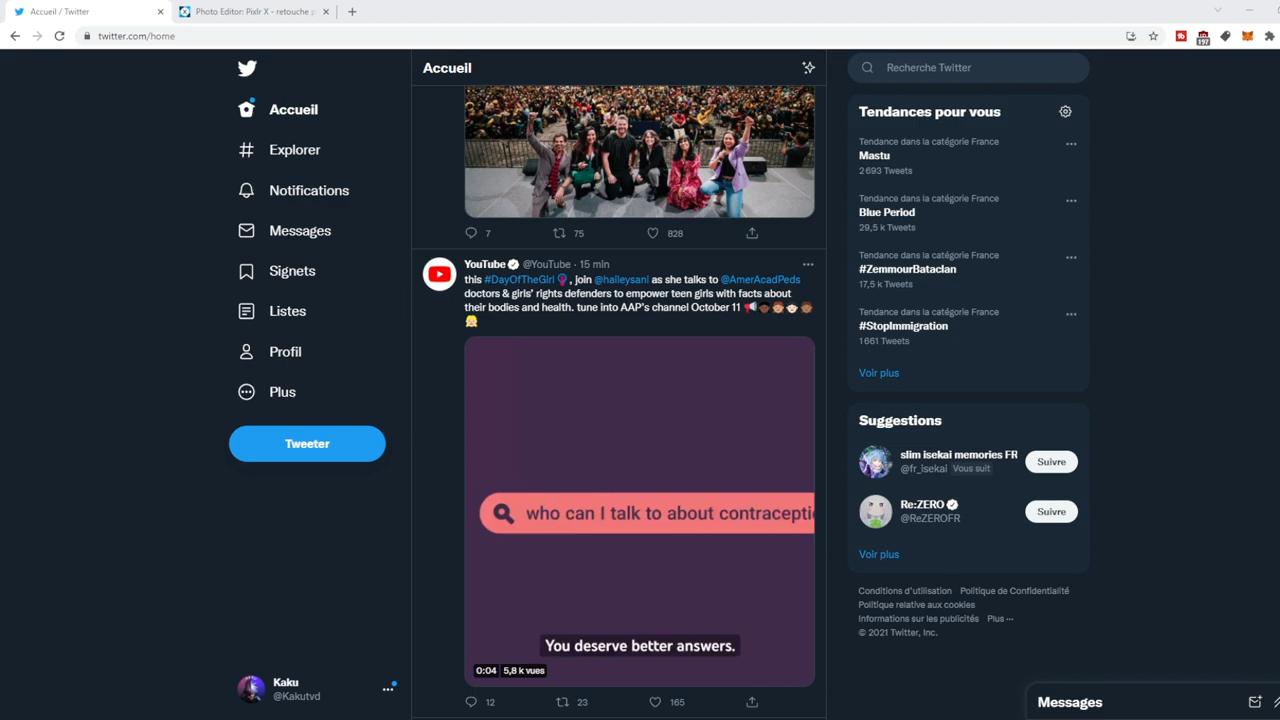 Accueil / Twitter
Photo Editor: Pixlr X - retouche p
twitter.com/home
197
Accueil
Explorer
Notifications
Messages
Signets
Listes
Profil
Plus
Tweeter
Kaku
@Kakutvd
Accueil
7 75 828
YouTube @YouTube · 15 min
this #DayOfTheGirl, join @haileysani as she talks to @AmerAcadPeds
doctors & girls' rights defenders to empower teen girls with facts about
their bodies and health. tune into AAP's channel October 11
who can I talk to about contracepti
You deserve better answers.
0:04 5,8 k vues
12 23 165
Recherche Twitter
Tendances pour vous
Tendance dans la catégorie France
Mastu
2 693 Tweets
Tendance dans la catégorie France
Blue Period
29,5 k Tweets
Tendance dans la catégorie France
#ZemmourBataclan
17,5 k Tweets
Tendance dans la catégorie France
#StopImmigration
1 661 Tweets
Voir plus
Suggestions
slim isekai memories FR
@fr_isekai Vous suit
Suivre
Re:ZERO
@ReZEROFR
Suivre
Voir plus
Conditions d'utilisation Politique de Confidentialité
Politique relative aux cookies
Informations sur les publicités Plus ···
© 2021 Twitter, Inc.
Messages